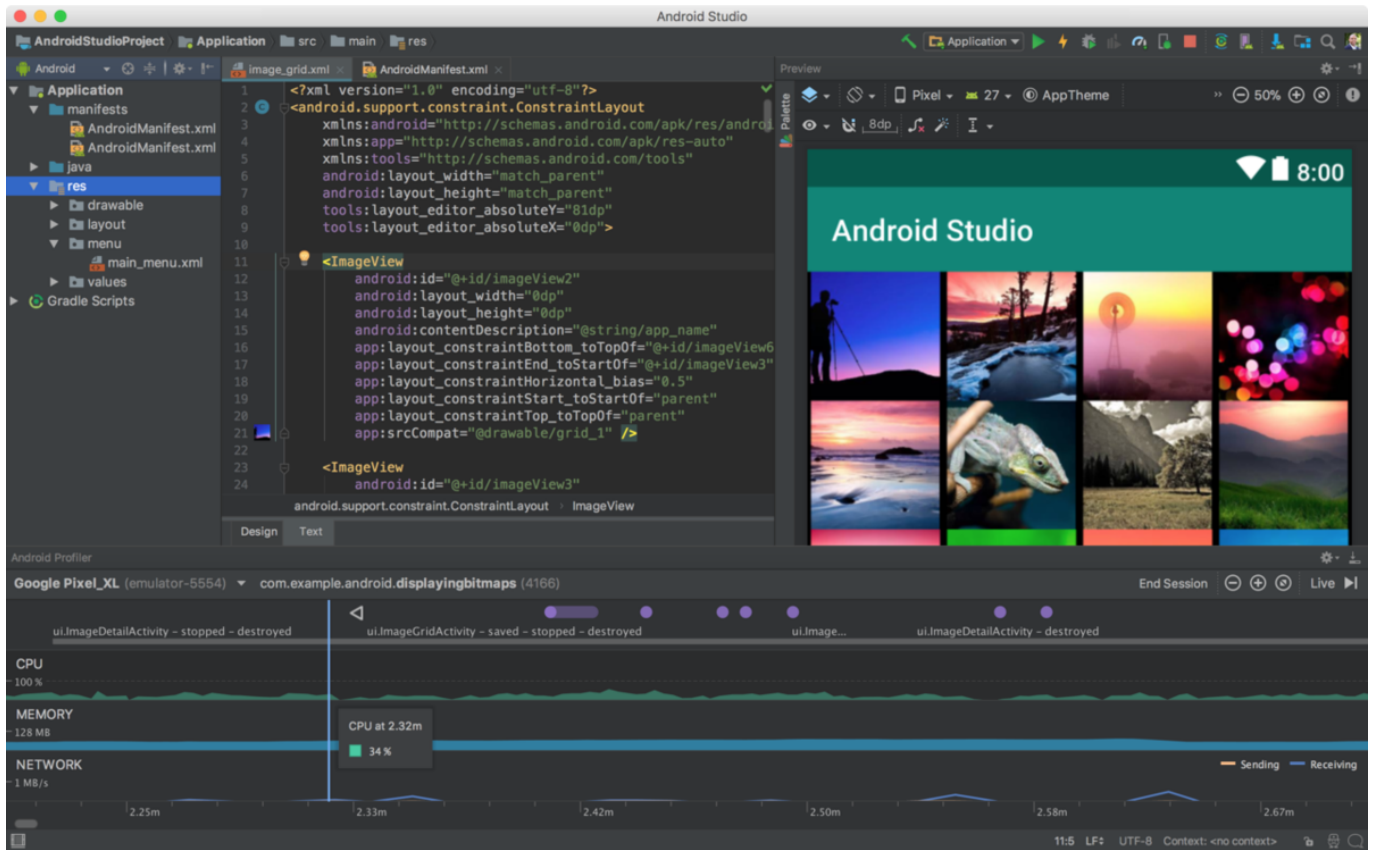 Android Studio
AndroidStudioProject Application src main res
Application
Android
image_grid.xml
AndroidManifest.xml
Preview
Application
manifests
AndroidManifest.xml
AndroidManifest.xml
java
res
drawable
layout
menu
main_menu.xml
values
Gradle Scripts
1 <?xml version="1.0" encoding="utf-8"?>
2 <android.support.constraint.ConstraintLayout
3 xmlns:android="http://schemas.android.com/apk/res/androi
4 xmlns:app="http://schemas.android.com/apk/res-auto"
5 xmlns:tools="http://schemas.android.com/tools"
6 android:layout_width="match_parent"
7 android:layout_height="match_parent"
8 tools:layout_editor_absoluteY="81dp"
9 tools:layout_editor_absoluteX="0dp">
10
11 <ImageView
12 android:id="@+id/imageView2"
13 android:layout_width="0dp"
14 android:layout_height="0dp"
15 android:contentDescription="@string/app_name"
16 app:layout_constraintBottom_toTopOf="@+id/imageView6
17 app:layout_constraintEnd_toStartOf="@+id/imageView3"
18 app:layout_constraintHorizontal_bias="0.5"
19 app:layout_constraintStart_toStartOf="parent"
20 app:layout_constraintTop_toTopOf="parent"
21 app:srcCompat="@drawable/grid_1" />
22
23 <ImageView
24 android:id="@+id/imageView3"
android.support.constraint.ConstraintLayout › ImageView
Design Text
Palette
Pixel 27 AppTheme » 50%
8dp
8:00
Android Studio
Android Profiler
Google Pixel_XL (emulator-5554) com.example.android.displayingbitmaps (4166)
End Session Live
ui.ImageDetailActivity – stopped – destroyed
ui.ImageGridActivity – saved – stopped – destroyed
ui.Image...
ui.ImageDetailActivity – destroyed
CPU
100 %
MEMORY
128 MB
CPU at 2.32m
34 %
NETWORK
1 MB/s
Sending Receiving
2.25m 2.33m 2.42m 2.50m 2.58m 2.67m
11:5 LF÷ UTF-8 Context: <no context>